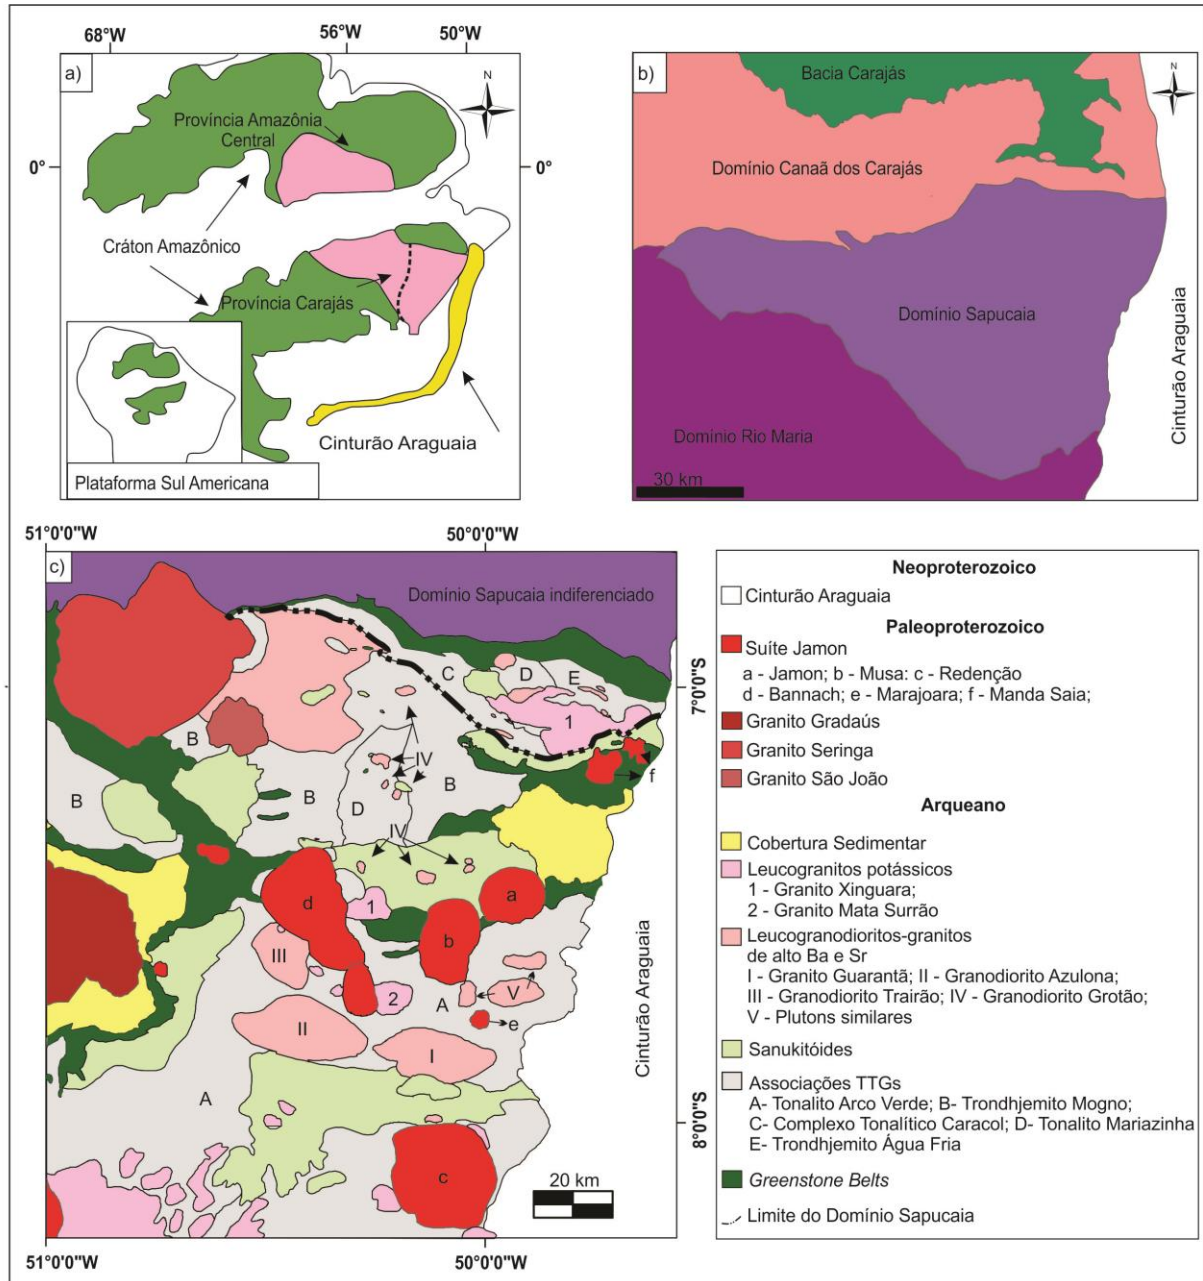 68°W
56°W
50°W
a)
N
Província Amazônia
Central
0°
0°
Cráton Amazônico
Província Carajás
Cinturão Araguaia
Plataforma Sul Americana
b)
N
Bacia Carajás
Domínio Canaã dos Carajás
Domínio Sapucaia
Domínio Rio Maria
Cinturão Araguaia
30 km
51°0'0"W
50°0'0"W
c)
Domínio Sapucaia indiferenciado
C
D
E
7°0'0"S
1
B
IV
f
B
B
D
B
IV
d
1
a
b
III
2
A
V
e
II
I
A
Cinturão Araguaia
8°0'0"S
c
20 km
51°0'0"W
50°0'0"W
Neoproterozoico
Cinturão Araguaia
Paleoproterozoico
Suíte Jamon
a - Jamon; b - Musa: c - Redenção
d - Bannach; e - Marajoara; f - Manda Saia;
Granito Gradaús
Granito Seringa
Granito São João
Arqueano
Cobertura Sedimentar
Leucogranitos potássicos
1 - Granito Xinguara;
2 - Granito Mata Surrão
Leucogranodioritos-granitos
de alto Ba e Sr
I - Granito Guarantã; II - Granodiorito Azulona;
III - Granodiorito Trairão; IV - Granodiorito Grotão;
V - Plutons similares
Sanukitóides
Associações TTGs
A- Tonalito Arco Verde; B- Trondhjemito Mogno;
C- Complexo Tonalítico Caracol; D- Tonalito Mariazinha
E- Trondhjemito Água Fria
Greenstone Belts
Limite do Domínio Sapucaia